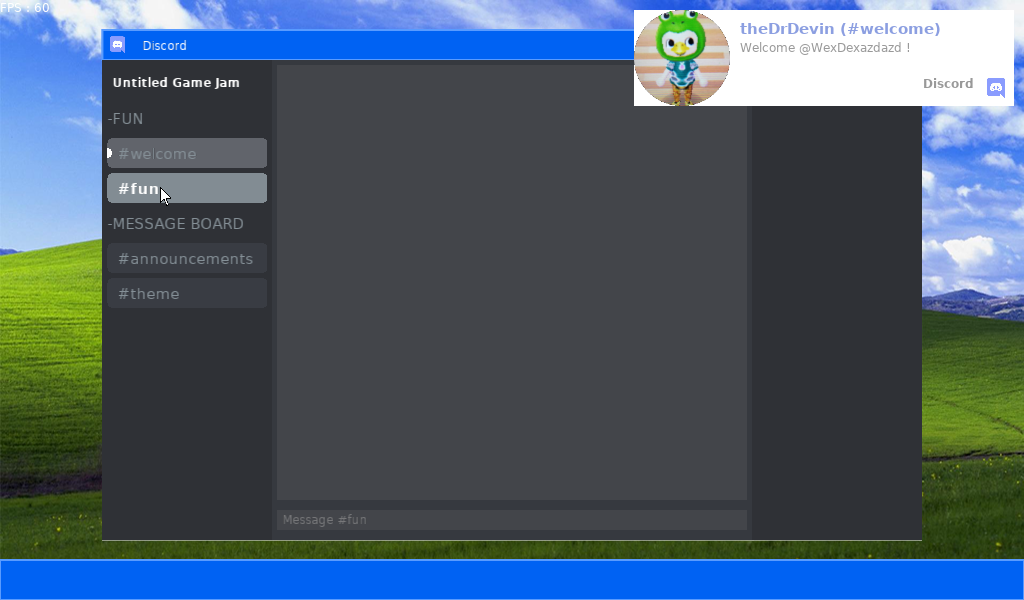 FPS : 60
Discord
theDrDevin (#welcome)
Welcome @WexDexazdazd !
Discord
Untitled Game Jam
-FUN
#welcome
#fun
-MESSAGE BOARD
#announcements
#theme
Message #fun